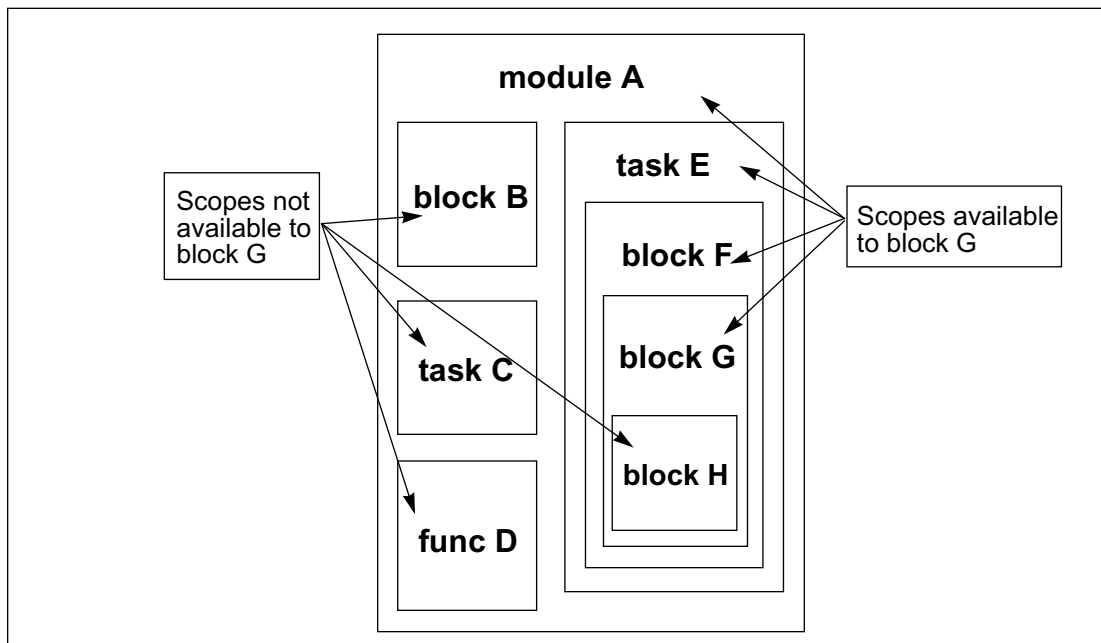 module A
block B
task E
Scopes not
available to
block G
Scopes available
to block G
block F
task C
block G
block H
func D